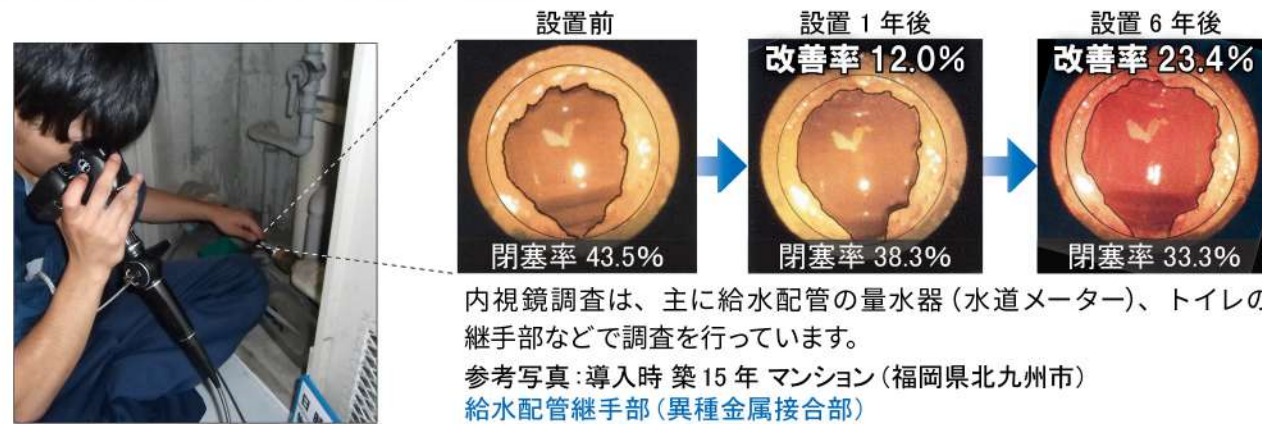 設置前
設置 1 年後
設置 6 年後
改善率 12.0%
改善率 23.4%
閉塞率 43.5%
閉塞率 38.3%
閉塞率 33.3%
内視鏡調査は、主に給水配管の量水器(水道メーター)、トイレの
継手部などで調査を行っています。
参考写真:導入時 築 15 年 マンション(福岡県北九州市)
給水配管継手部(異種金属接合部)